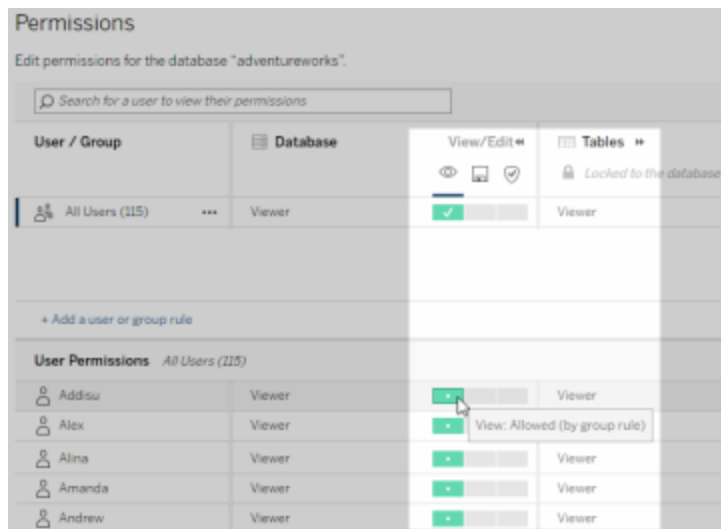 Permissions
Edit permissions for the database "adventureworks".
Search for a user to view their permissions
User / Group Database View/Edit Tables
Locked to the database
All Users (115) ••• Viewer Viewer
+ Add a user or group rule
User Permissions All Users (115)
Addisu Viewer Viewer
Alex Viewer View: Allowed (by group rule)
Alina Viewer Viewer
Amanda Viewer Viewer
Andrew Viewer Viewer